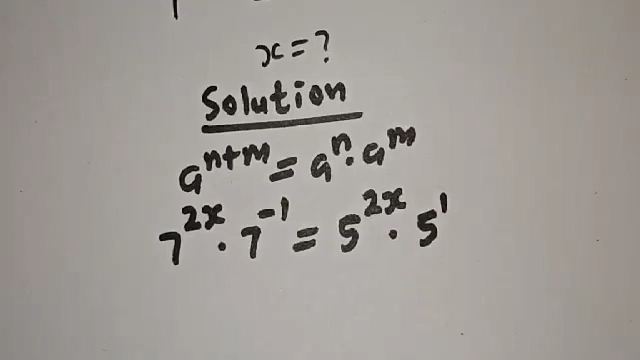 x=?
Solution
a^{n+m} = a^n · a^m
7^{2x} · 7^{-1} = 5^{2x} · 5^1